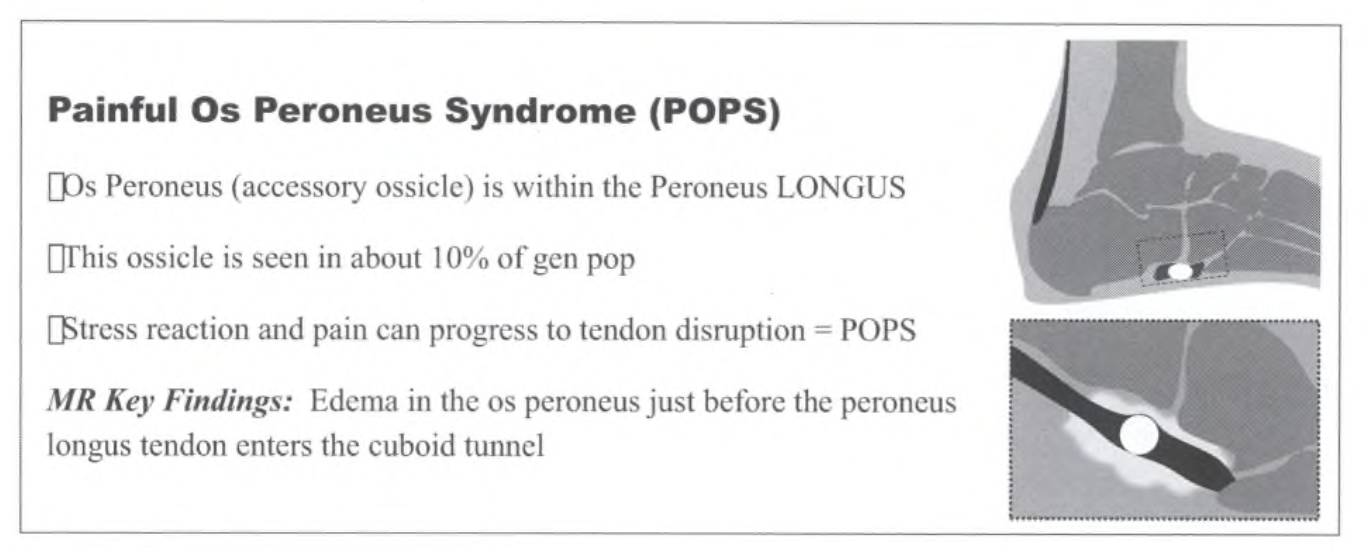 Painful Os Peroneus Syndrome (POPS)
Os Peroneus (accessory ossicle) is within the Peroneus LONGUS
This ossicle is seen in about 10% of gen pop
Stress reaction and pain can progress to tendon disruption = POPS
MR Key Findings: Edema in the os peroneus just before the peroneus
longus tendon enters the cuboid tunnel